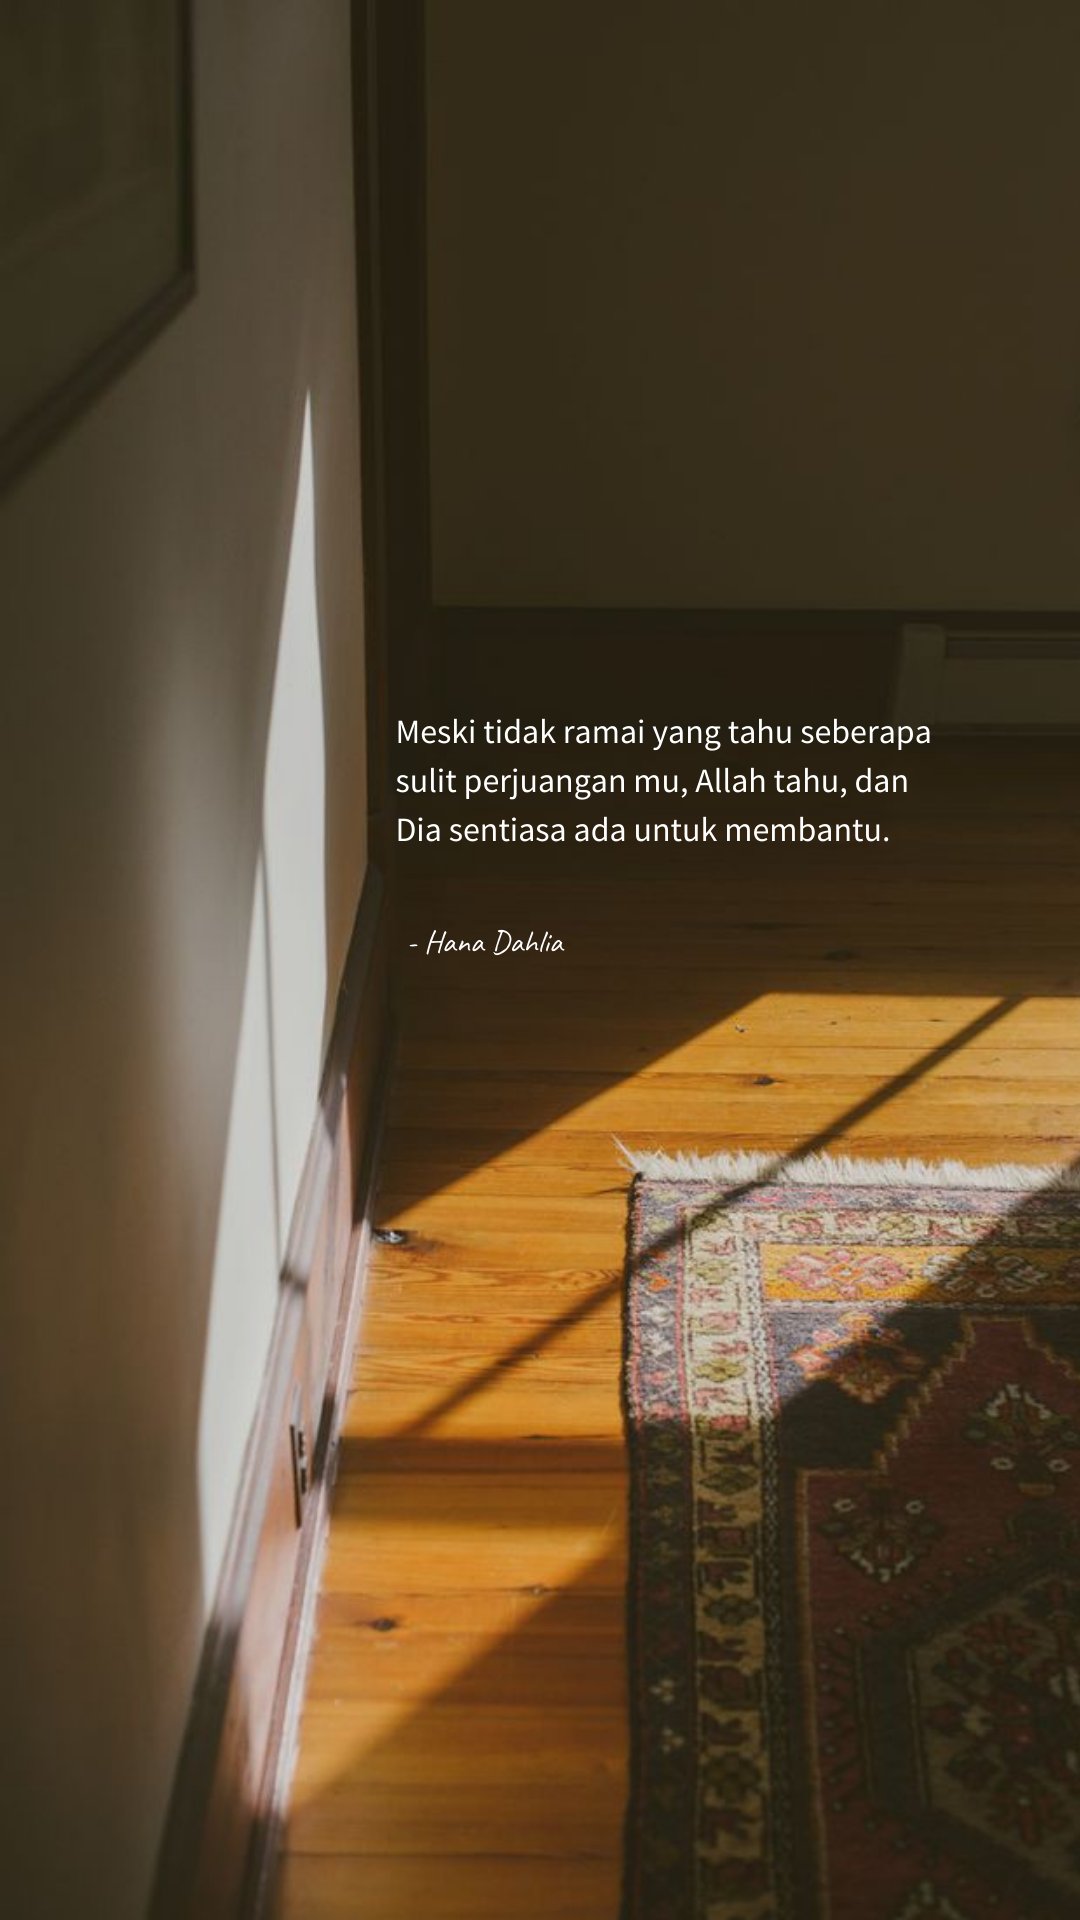 Meski tidak ramai yang tahu seberapa
sulit perjuangan mu, Allah tahu, dan
Dia sentiasa ada untuk membantu.
- Hana Dahlia